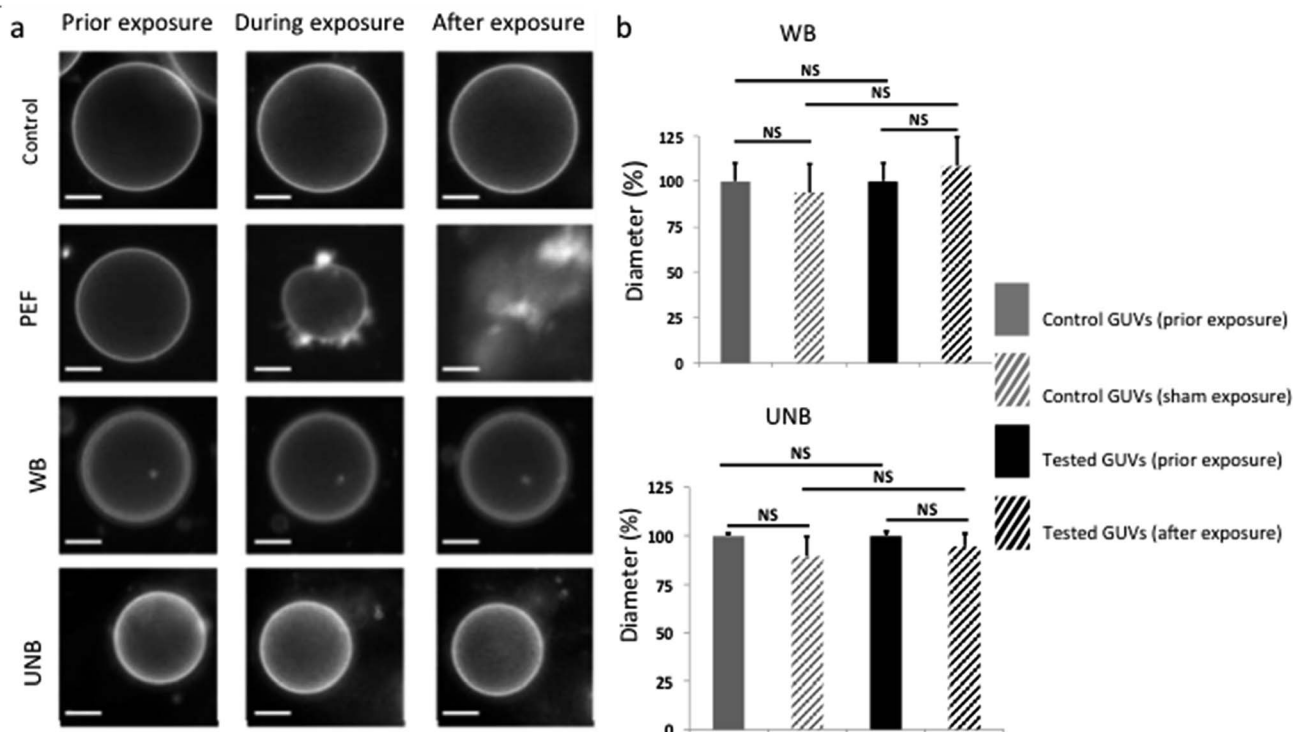 a
Prior exposure During exposure After exposure
Control
PEF
WB
UNB
b
WB
NS
NS
NS
NS
Diameter (%)
125
100
75
50
25
0
UNB
NS
NS
NS
NS
Diameter (%)
125
100
75
50
25
0
Control GUVs (prior exposure)
Control GUVs (sham exposure)
Tested GUVs (prior exposure)
Tested GUVs (after exposure)